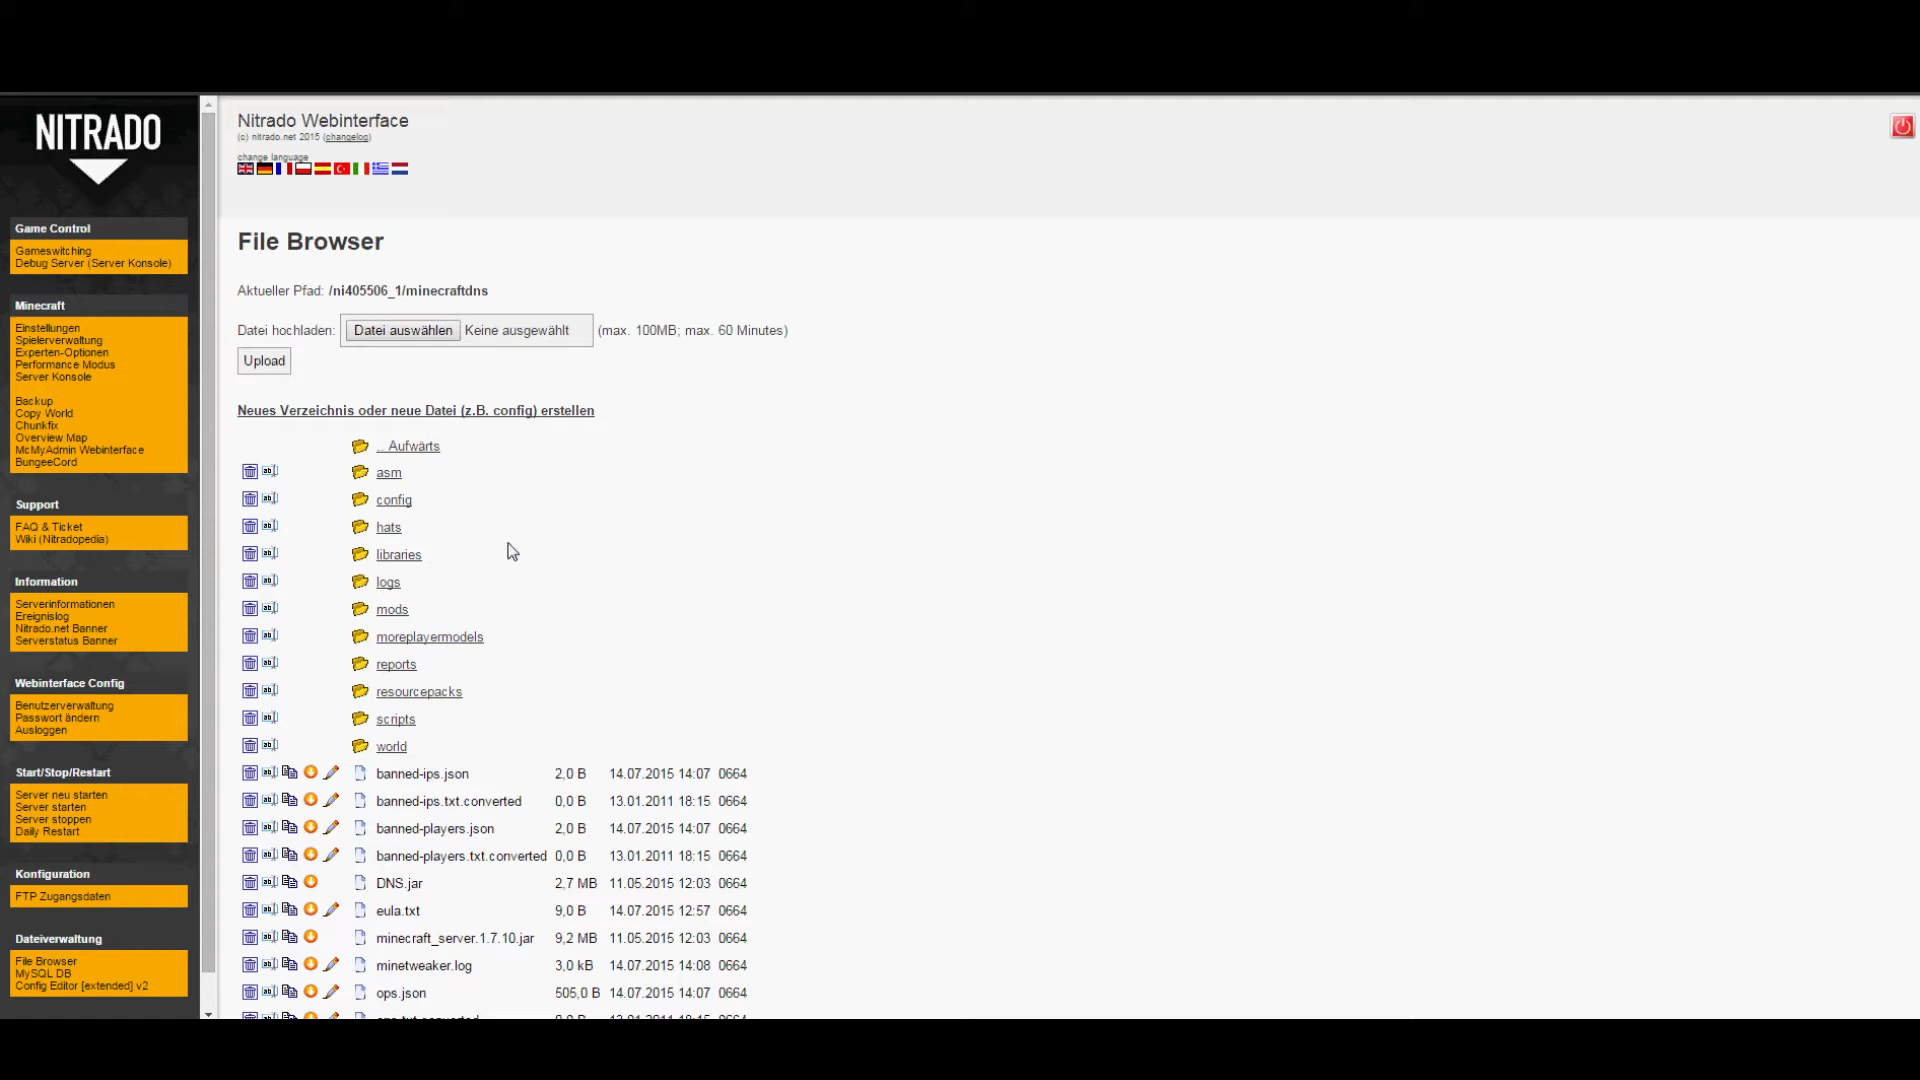 NITRADO
Game Control
Gameswitching
Debug Server (Server Konsole)
Minecraft
Einstellungen
Spielerverwaltung
Experten-Optionen
Performance Modus
Server Konsole
Backup
Copy World
Chunkfix
Overview Map
McMyAdmin Webinterface
BungeeCord
Support
FAQ & Ticket
Wiki (Nitradopedia)
Information
Serverinformationen
Ereignislog
Nitrado.net Banner
Serverstatus Banner
Webinterface Config
Benutzerverwaltung
Passwort ändern
Ausloggen
Start/Stop/Restart
Server neu starten
Server starten
Server stoppen
Daily Restart
Konfiguration
FTP Zugangsdaten
Dateiverwaltung
File Browser
MySQL DB
Config Editor [extended] v2
Nitrado Webinterface
(c) nitrado.net 2015 (changelog)
change language
File Browser
Aktueller Pfad: /ni405506_1/minecraftdns
Datei hochladen: Datei auswählen Keine ausgewählt (max. 100MB; max. 60 Minutes)
Upload
Neues Verzeichnis oder neue Datei (z.B. config) erstellen
.. Aufwärts
asm
config
hats
libraries
logs
mods
moreplayermodels
reports
resourcepacks
scripts
world
banned-ips.json 2,0 B 14.07.2015 14:07 0664
banned-ips.txt.converted 0,0 B 13.01.2011 18:15 0664
banned-players.json 2,0 B 14.07.2015 14:07 0664
banned-players.txt.converted 0,0 B 13.01.2011 18:15 0664
DNS.jar 2,7 MB 11.05.2015 12:03 0664
eula.txt 9,0 B 14.07.2015 12:57 0664
minecraft_server.1.7.10.jar 9,2 MB 11.05.2015 12:03 0664
minetweaker.log 3,0 kB 14.07.2015 14:08 0664
ops.json 505,0 B 14.07.2015 14:07 0664